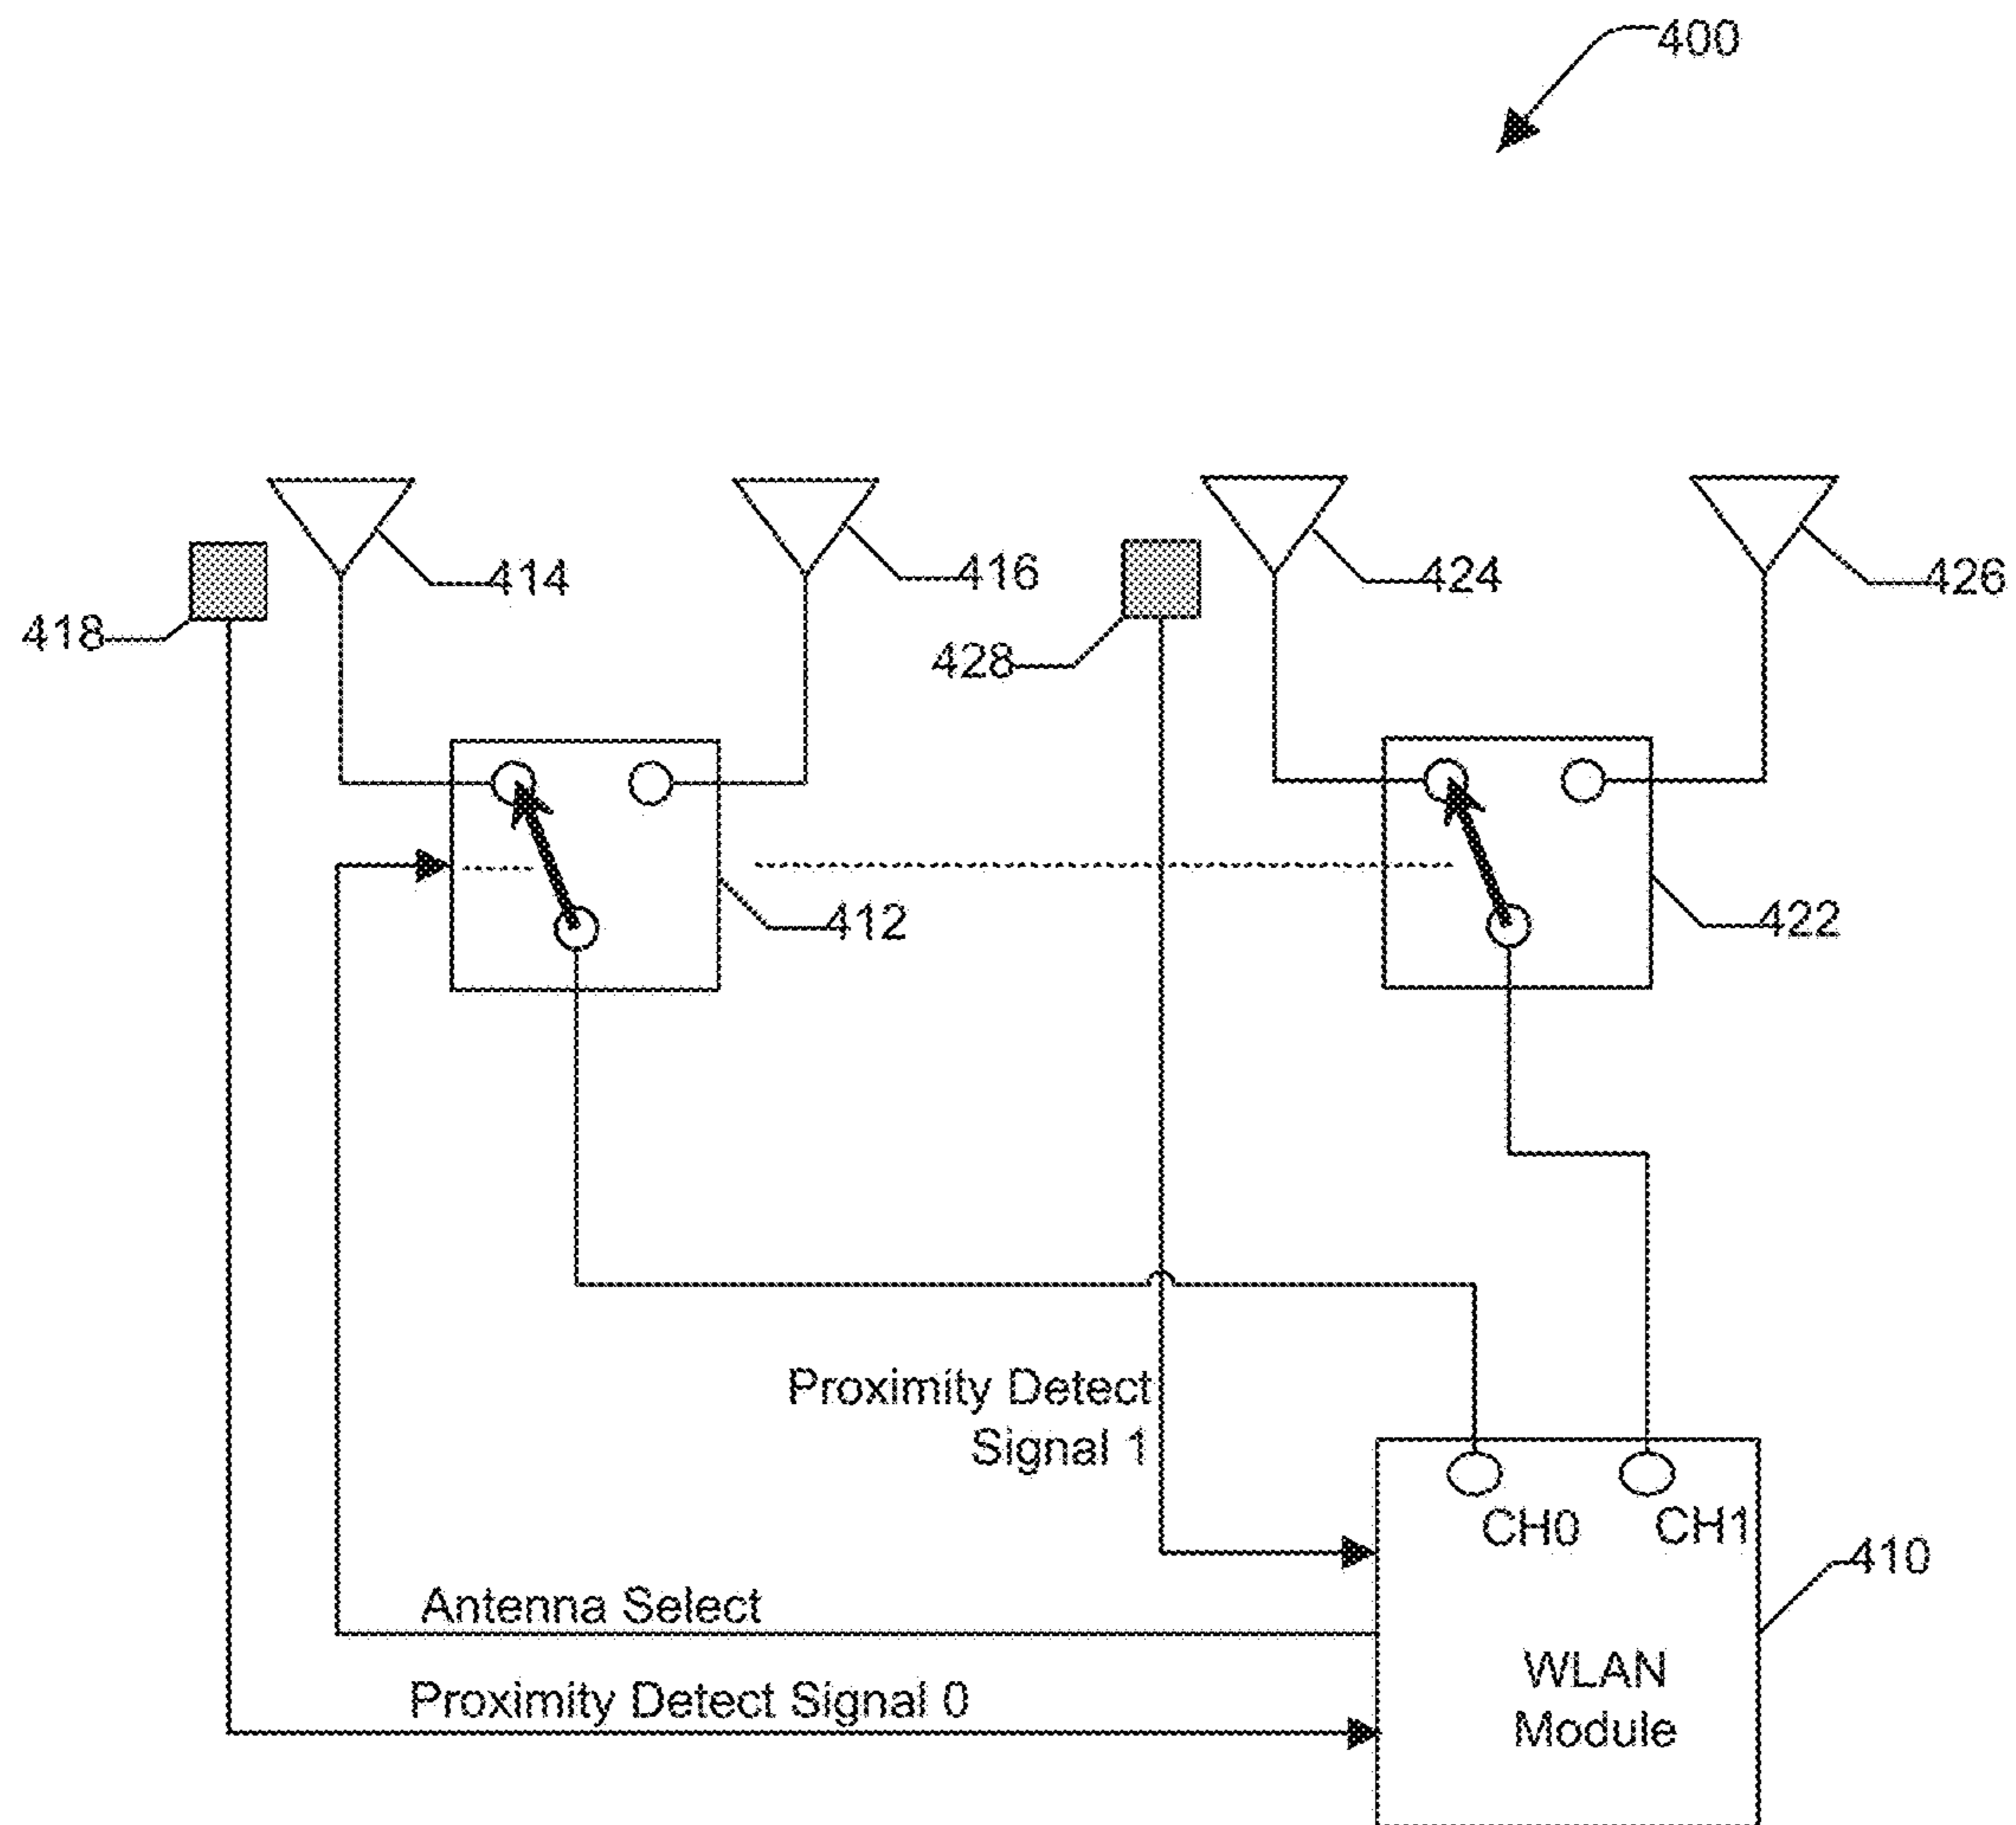 400
414
416
424
426
418
428
412
422
Proximity Detect
Signal 1
CH0
CH1
410
Antenna Select
WLAN
Module
Proximity Detect Signal 0